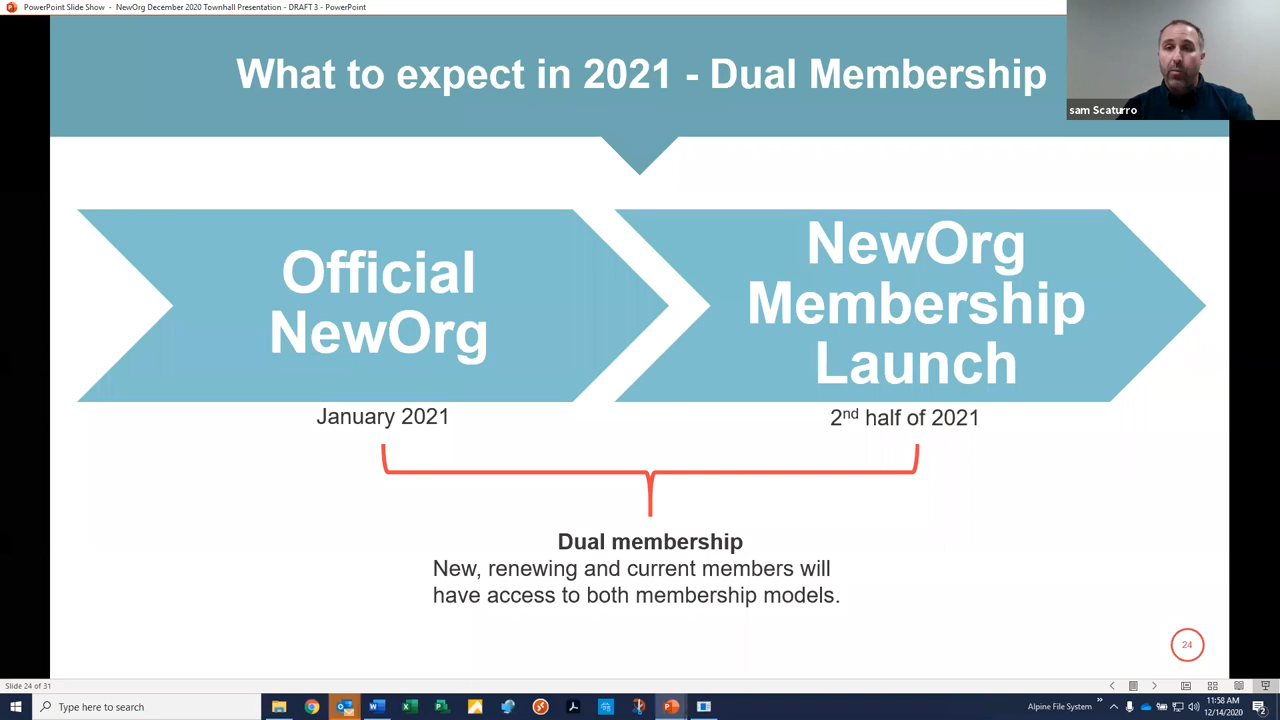 PowerPoint Slide Show - NewOrg December 2020 Townhall Presentation - DRAFT 3 - PowerPoint
What to expect in 2021 - Dual Membership
sam Scaturro
Official
NewOrg
NewOrg
Membership
Launch
January 2021
2nd half of 2021
Dual membership
New, renewing and current members will
have access to both membership models.
24
Slide 24 of 31
Type here to search
Alpine File System
11:58 AM
12/14/2020
2